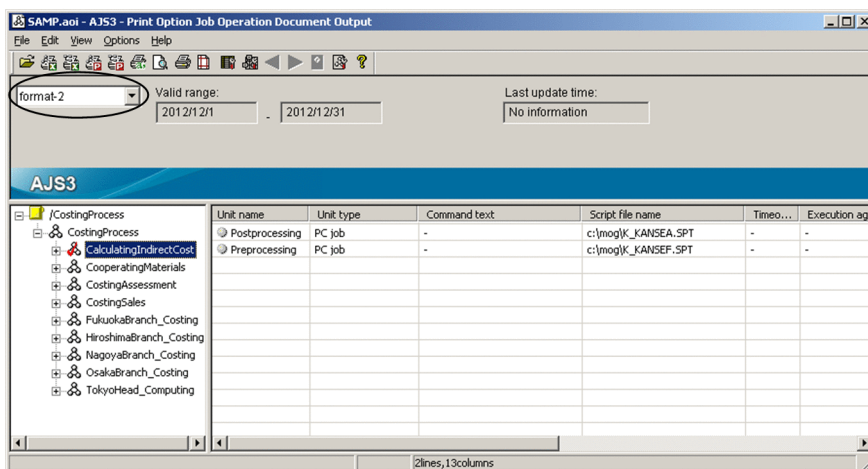 SAMP.aoi - AJS3 - Print Option Job Operation Document Output
File Edit View Options Help
format-2
Valid range:
2012/12/1 - 2012/12/31
Last update time:
No information
AJS3
/CostingProcess
CostingProcess
CalculatingIndirectCost
CooperatingMaterials
CostingAssessment
CostingSales
FukuokaBranch_Costing
HiroshimaBranch_Costing
NagoyaBranch_Costing
OsakaBranch_Costing
TokyoHead_Computing
Unit name Unit type Command text Script file name Timeo... Execution ag
Postprocessing PC job - c:\mog\K_KANSEA.SPT - -
Preprocessing PC job - c:\mog\K_KANSEF.SPT - -
2lines,13columns